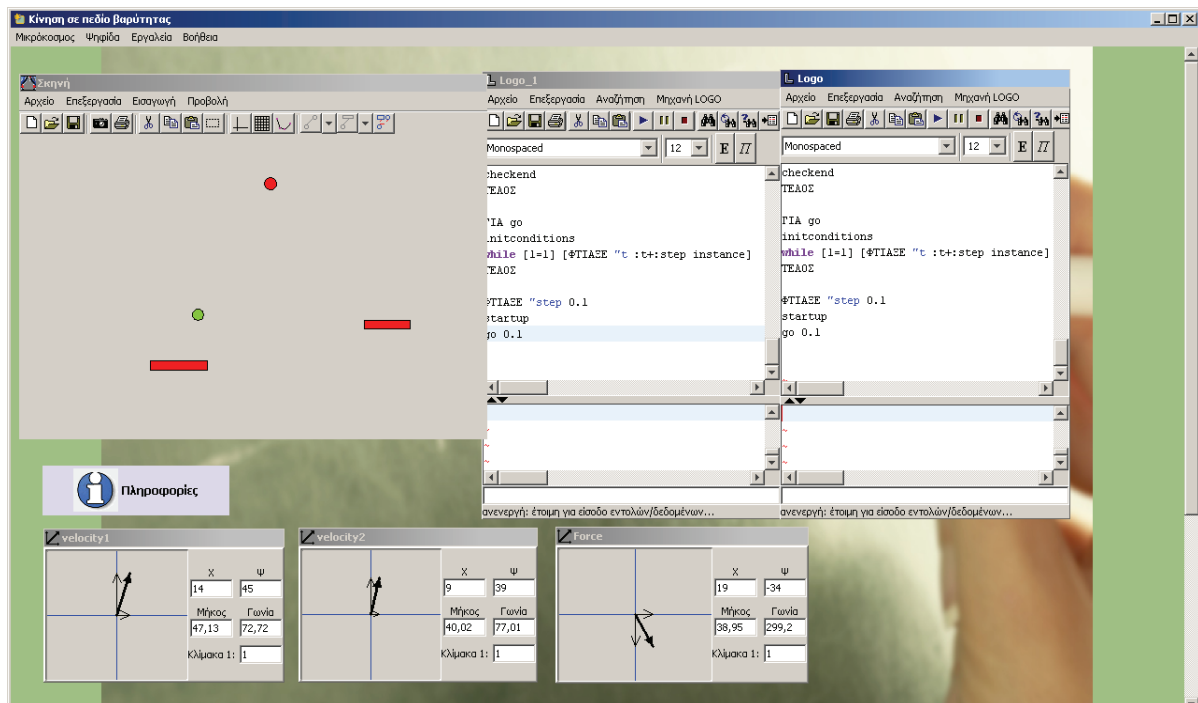 Κίνηση σε πεδίο βαρύτητας
Μικρόκοσμος Ψηφίδα Εργαλεία Βοήθεια
Σκηνή
Αρχείο Επεξεργασία Εισαγωγή Προβολή
Logo_1
Αρχείο Επεξεργασία Αναζήτηση Μηχανή LOGO
Monospaced 12 E Π
checkend
ΤΕΛΟΣ
ΓΙΑ go
initconditions
while [1=1] [ΦΤΙΑΞΕ "t :t+:step instance]
ΤΕΛΟΣ
ΦΤΙΑΞΕ "step 0.1
startup
go 0.1
~
~
~
ανενεργή: έτοιμη για είσοδο εντολών/δεδομένων...
Logo
Αρχείο Επεξεργασία Αναζήτηση Μηχανή LOGO
Monospaced 12 E Π
checkend
ΤΕΛΟΣ
ΓΙΑ go
initconditions
while [1=1] [ΦΤΙΑΞΕ "t :t+:step instance]
ΤΕΛΟΣ
ΦΤΙΑΞΕ "step 0.1
startup
go 0.1
~
~
~
ανενεργή: έτοιμη για είσοδο εντολών/δεδομένων...
Πληροφορίες
velocity1
Χ Ψ
14 45
Μήκος Γωνία
47,13 72,72
Κλίμακα 1: 1
velocity2
Χ Ψ
9 39
Μήκος Γωνία
40,02 77,01
Κλίμακα 1: 1
Force
Χ Ψ
19 -34
Μήκος Γωνία
38,95 299,2
Κλίμακα 1: 1